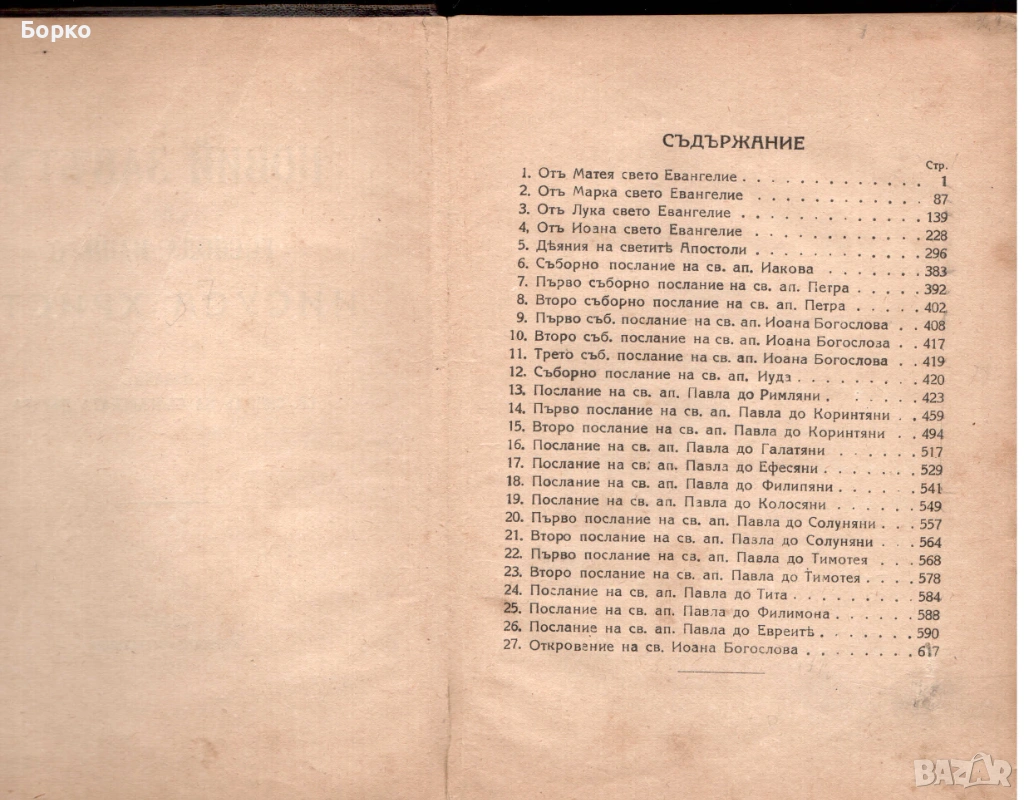 Борко
СЪДЪРЖАНИЕ
Стр.
1. Отъ Матея свето Евангелие . . . . . . . . . . . . . 1
2. Отъ Марка свето Евангелие . . . . . . . . . . . . 87
3. Отъ Лука свето Евангелие . . . . . . . . . . . . . 139
4, Отъ Иоана свето Евангелие . . . . . . . . . . . . 228
5. Дѣяния на светитѣ Апостоли . . . . . . . . . . . . 296
6. Съборно послание на св. ап. Иакова . . . . . . . . 383
7. Първо съборно послание на св. ап. Петра . . . . . . 392
8. Второ съборно послание на св. ап. Петра . . . . . . 402
9. Първо съб. послание на св. ап. Иоана Богослова . . 408
10. Второ съб. послание на св. ап. Иоана Богослоза . . 417
11. Трето съб. послание на св. ап. Иоана Богослова . . 419
12. Съборно послание на св. ап. Иудэ . . . . . . . . . 420
13. Послание на св. ап. Павла до Римляни . . . . . . . 423
14. Първо послание на св. ап. Павла до Коринтяни . . 459
15. Второ послание на св. ап. Павла до Коринтяни . . 494
16. Послание на св. ап. Павла до Галатяни . . . . . . 517
17. Послание на св. ап. Павла до Ефесяни . . . . . . . 529
18. Послание на св. ап. Павла до Филипяни . . . . . . 541
19. Послание на св. ап. Павла до Колосяни . . . . . . 549
20. Първо послание на св. ап. Павла до Солуняни . . . 557
21. Второ послание на св. ап. Пазла до Солуняни . . . 564
22. Първо послание на сз. ап. Павла до Тимотея . . . 568
23. Второ послание на св. ап. Павла до Тимотея . . . . 578
24. Послание на св. ап. Павла до Тита . . . . . . . . . 584
25. Послание на св. ап. Павла до Филимона . . . . . . 588
26. Послание на св. ап. Павла до Евреитѣ . . . . . . . 590
27. Откровение на св. Иоана Богослова . . . . . . . . 617
BAZAR